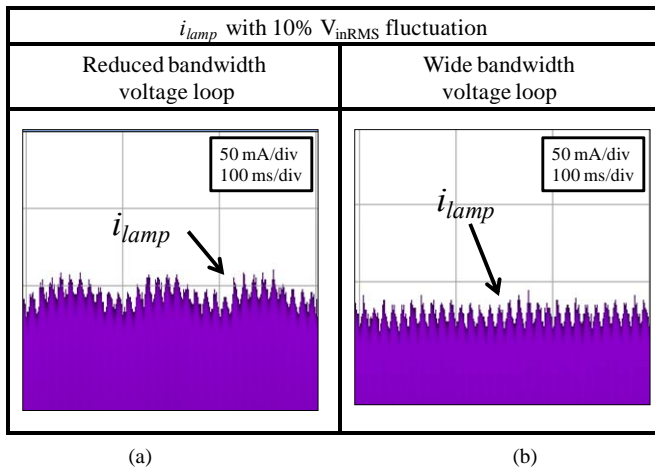 i_lamp with 10% V_inRMS fluctuation
Reduced bandwidth
voltage loop
Wide bandwidth
voltage loop
50 mA/div
100 ms/div
i_lamp
50 mA/div
100 ms/div
i_lamp
(a)
(b)